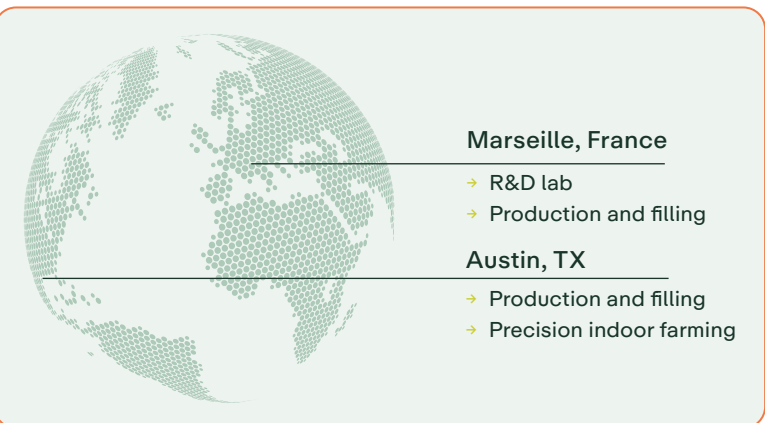 Marseille, France
→ R&D lab
→ Production and filling
Austin, TX
→ Production and filling
→ Precision indoor farming